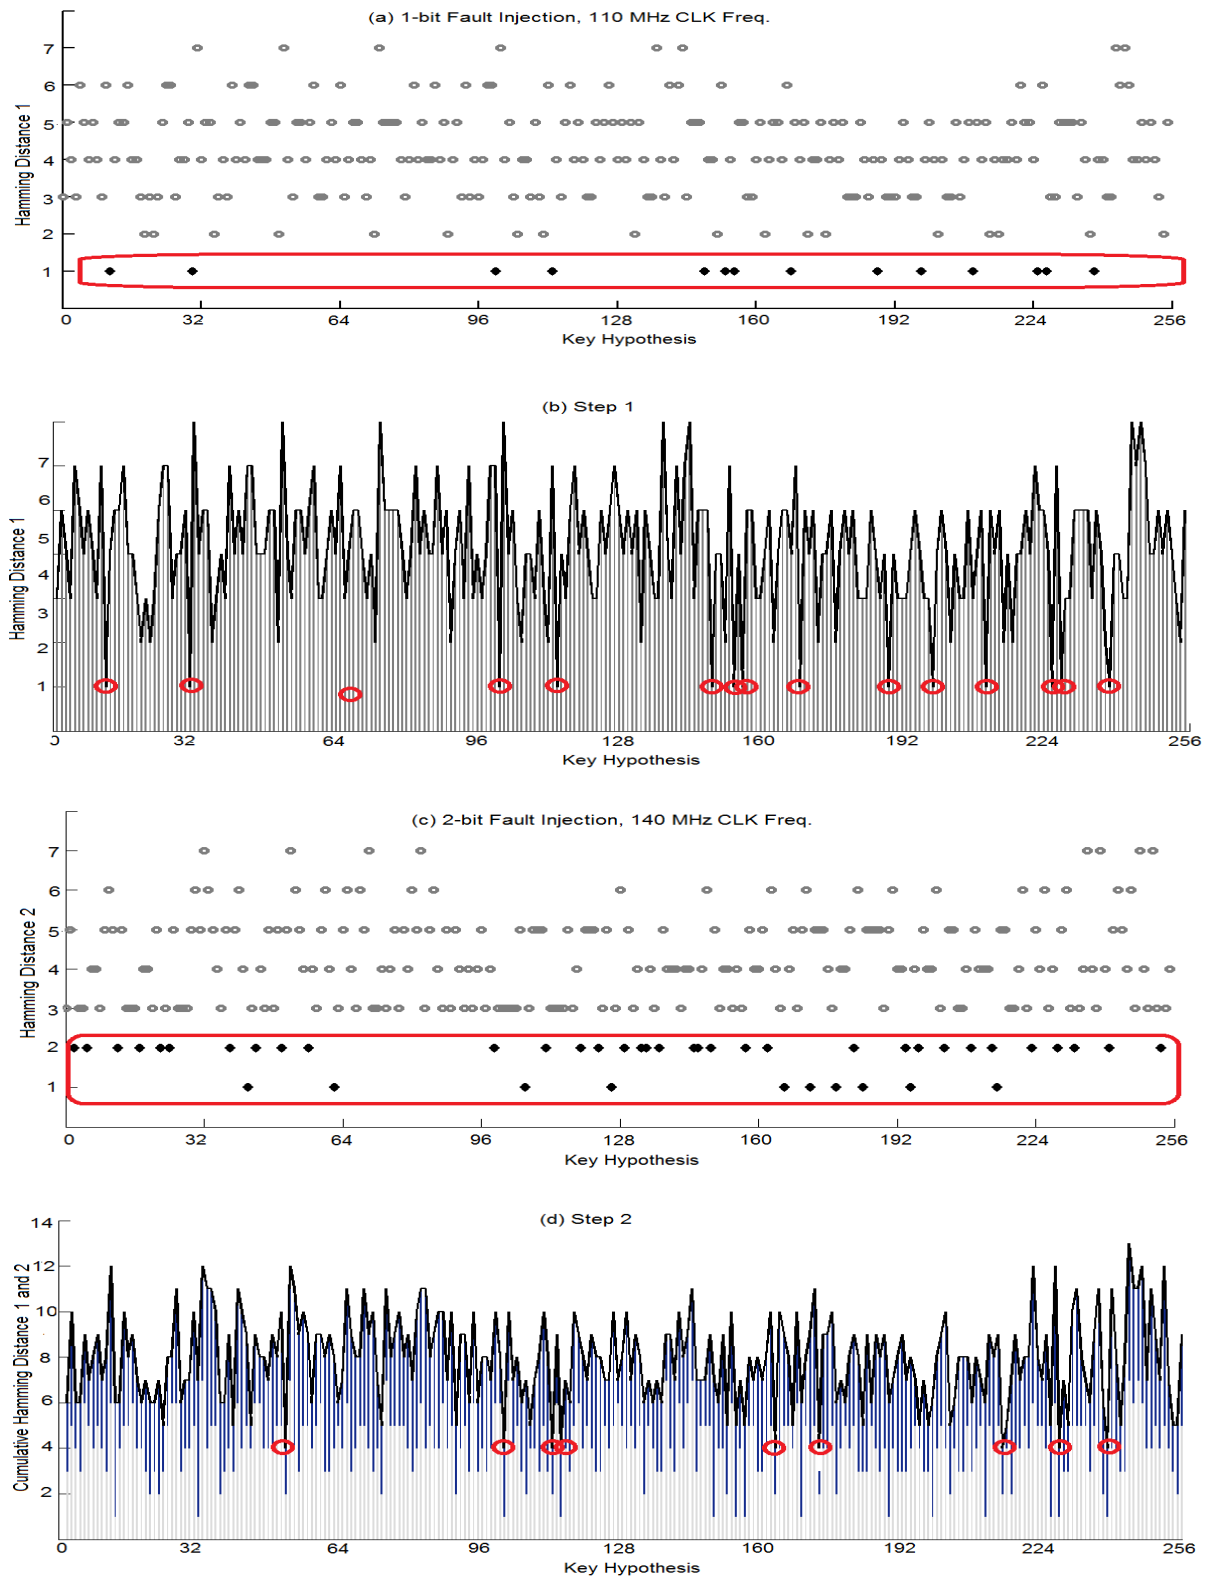 (a) 1-bit Fault Injection, 110 MHz CLK Freq.
Hamming Distance 1
7
6
5
4
3
2
1
0 32 64 96 128 160 192 224 256
Key Hypothesis
(b) Step 1
Hamming Distance 1
7
6
5
4
3
2
1
0 32 64 96 128 160 192 224 256
Key Hypothesis
(c) 2-bit Fault Injection, 140 MHz CLK Freq.
Hamming Distance 2
7
6
5
4
3
2
1
0 32 64 96 128 160 192 224 256
Key Hypothesis
(d) Step 2
Cumulative Hamming Distance 1 and 2
14
12
10
8
6
4
2
0 32 64 96 128 160 192 224 256
Key Hypothesis